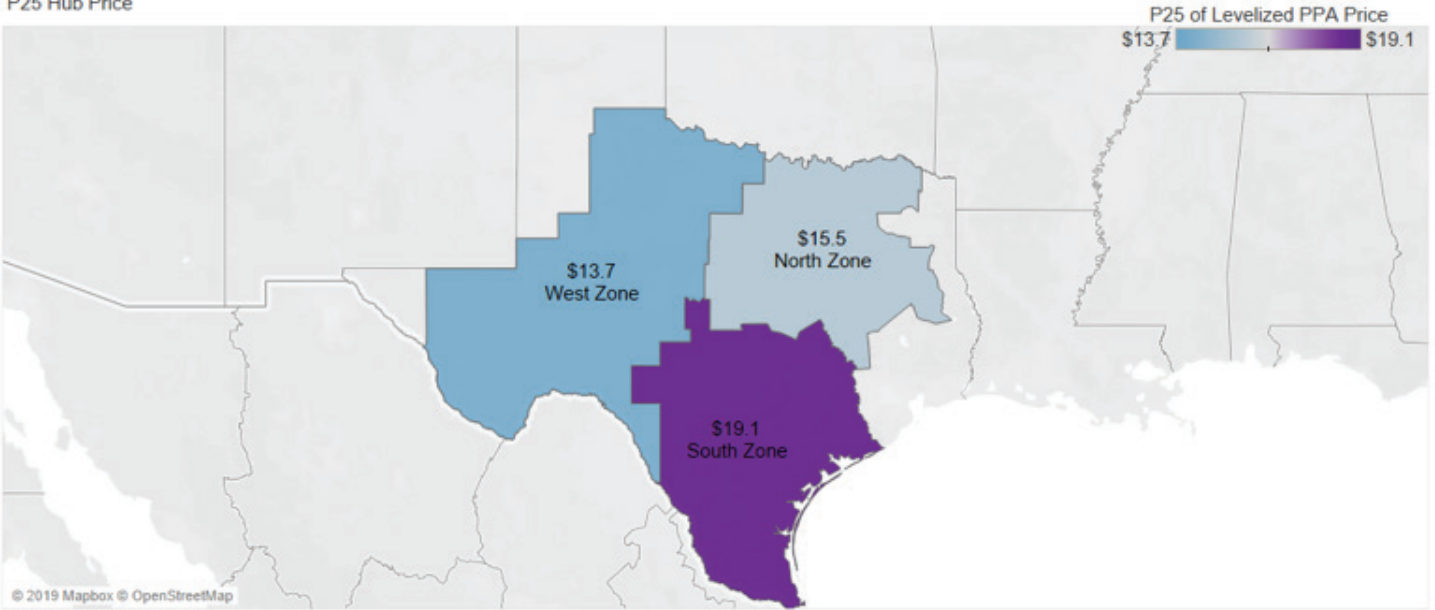 P25 Hub Price
P25 of Levelized PPA Price
$13.7
$19.1
$15.5
North Zone
$13.7
West Zone
$19.1
South Zone
© 2019 Mapbox © OpenStreetMap